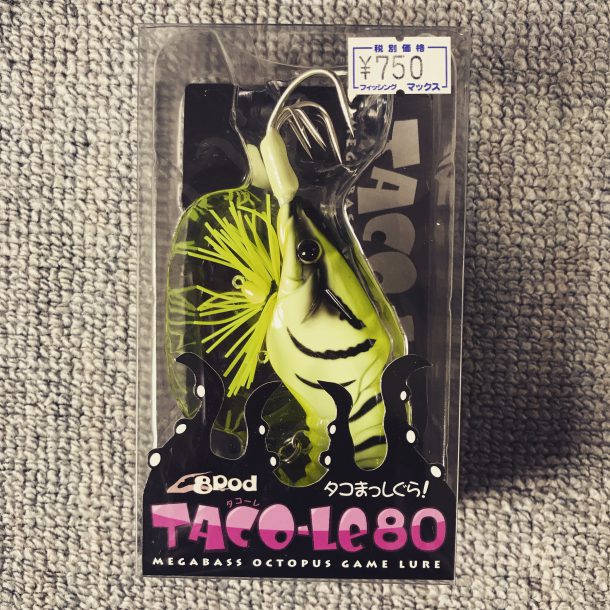 税別価格
¥750
フィッシング マックス
TACO-L
8pod
タコまっしぐら!
タコーレ
TACO-Le80
MEGABASS OCTOPUS GAME LURE